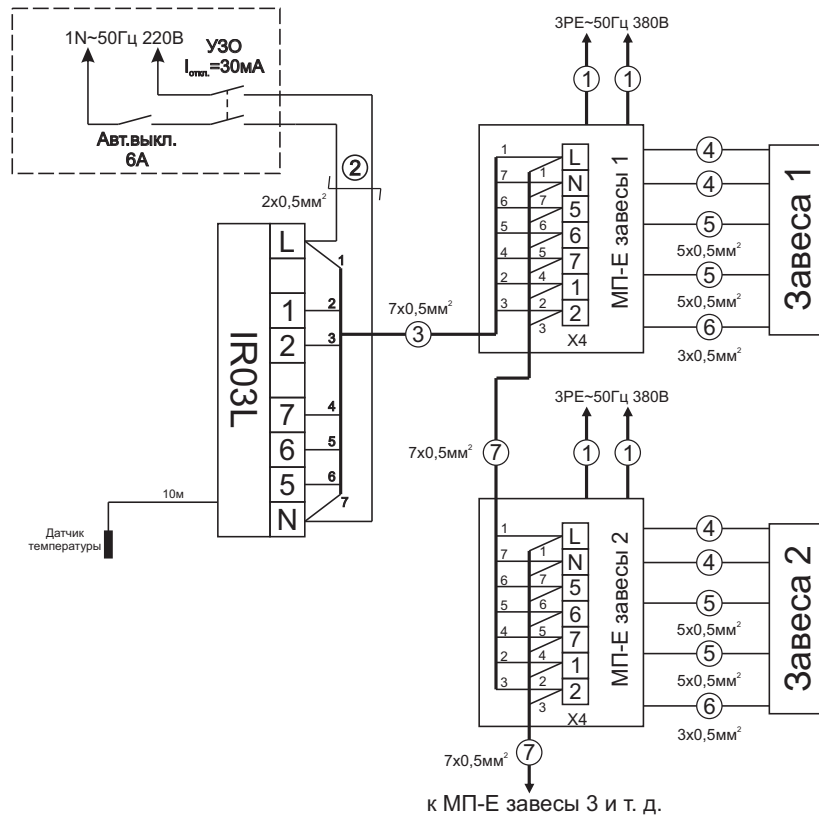 1N~50Гц 220В
УЗО
Iоткл.=30мА
Авт.выкл.
6А
2
2х0,5мм²
IR03L
L
1
2
7
6
5
N
1
2
3
4
5
6
7
10м
Датчик
температуры
7х0,5мм²
3
3PE~50Гц 380В
1
1
1
7
6
5
4
2
3
1
7
6
5
4
2
3
L
N
5
6
7
1
2
X4
МП-Е завесы 1
4
4
5
5х0,5мм²
5
5х0,5мм²
6
3х0,5мм²
Завеса 1
7х0,5мм²
7
3PE~50Гц 380В
1
1
1
7
6
5
4
2
3
1
7
6
5
4
2
3
L
N
5
6
7
1
2
X4
МП-Е завесы 2
4
4
5
5х0,5мм²
5
5х0,5мм²
6
3х0,5мм²
Завеса 2
7х0,5мм²
7
к МП-Е завесы 3 и т. д.